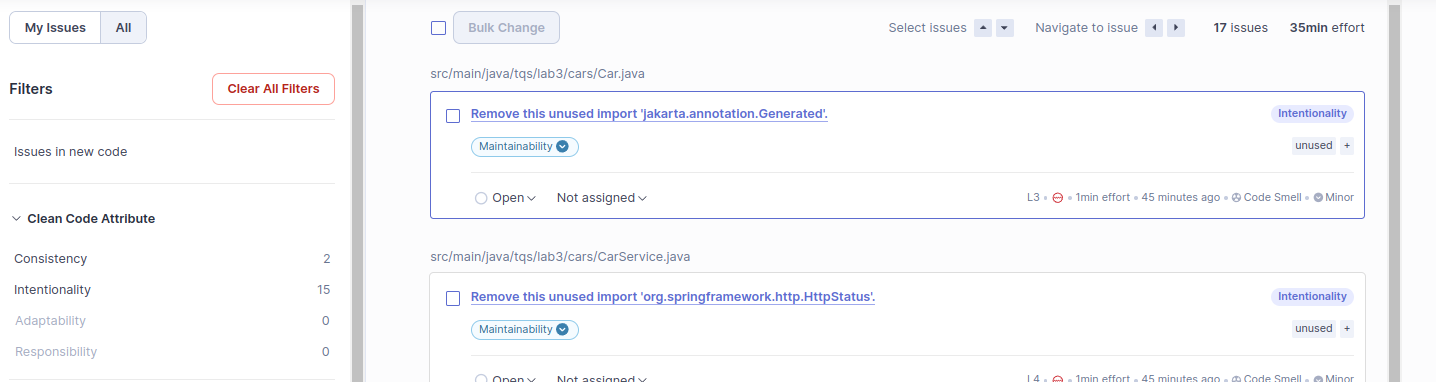 My Issues All
Bulk Change
Select issues
Navigate to issue
17 issues
35min effort
Filters
Clear All Filters
Issues in new code
Clean Code Attribute
Consistency 2
Intentionality 15
Adaptability 0
Responsibility 0
src/main/java/tqs/lab3/cars/Car.java
Remove this unused import 'jakarta.annotation.Generated'.
Intentionality
Maintainability
unused +
Open Not assigned
L3 • • 1min effort • 45 minutes ago • Code Smell • Minor
src/main/java/tqs/lab3/cars/CarService.java
Remove this unused import 'org.springframework.http.HttpStatus'.
Intentionality
Maintainability
unused +
Open Not assigned
L4 • • 1min effort • 45 minutes ago • Code Smell • Minor